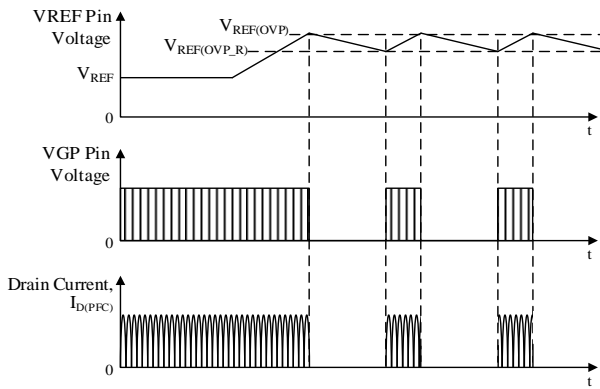 VREF Pin
Voltage
VREF(OVP)
VREF(OVP_R)
VREF
0
t
VGP Pin
Voltage
0
t
Drain Current,
ID(PFC)
0
t